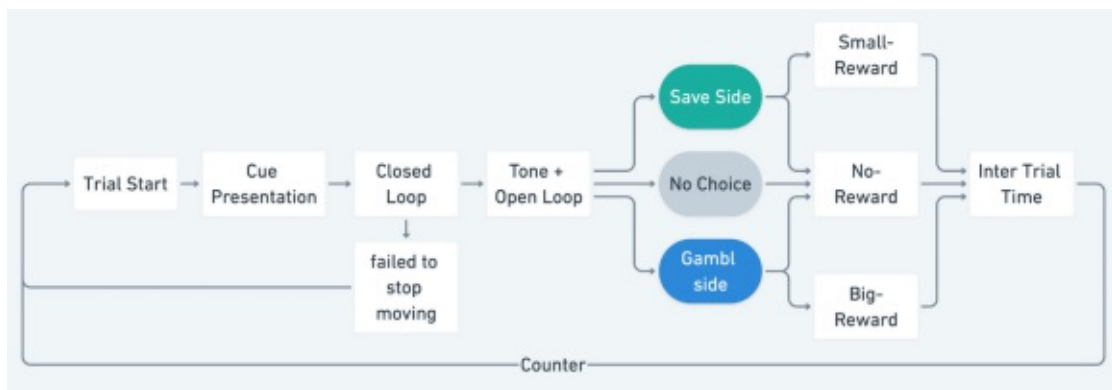 Trial Start
Cue
Presentation
Closed
Loop
failed to
stop
moving
Tone +
Open Loop
Save Side
No Choice
Gambl
side
Small-
Reward
No-
Reward
Big-
Reward
Inter Trial
Time
Counter